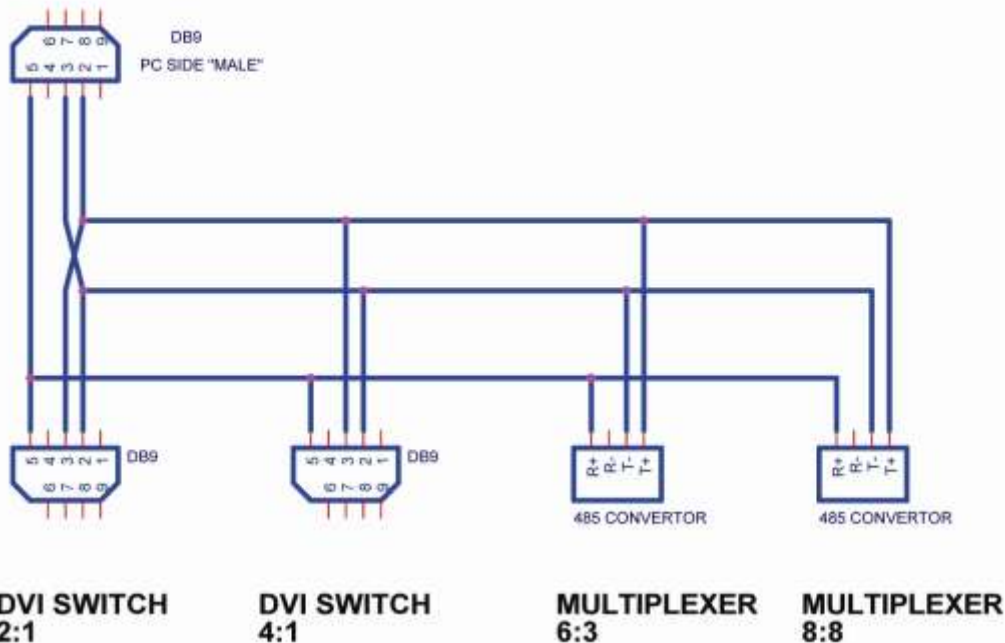 6 7 8 9
DB9
5 4 3 2 1
PC SIDE "MALE"
5 4 3 2 1
DB9
6 7 8 9
5 4 3 2 1
DB9
6 7 8 9
R+ R- T- T+
485 CONVERTOR
R+ R- T- T+
485 CONVERTOR
DVI SWITCH
2:1
DVI SWITCH
4:1
MULTIPLEXER
6:3
MULTIPLEXER
8:8